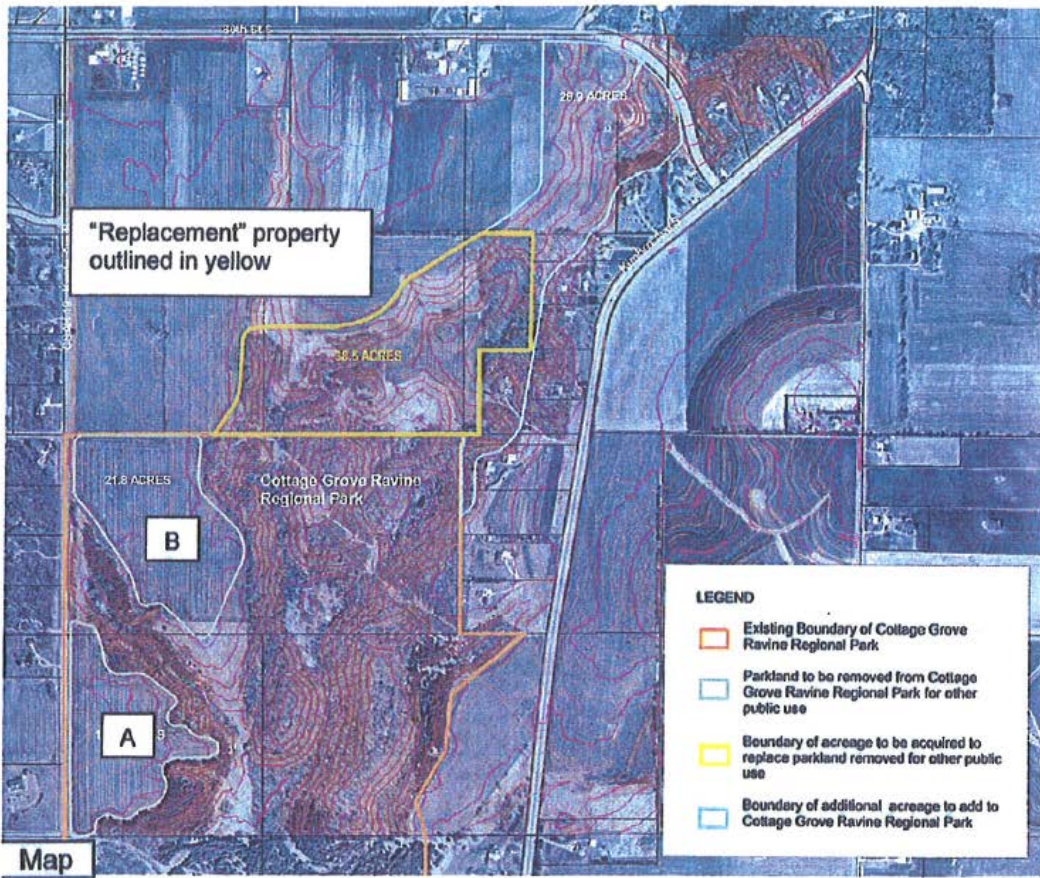 80th St S
28.9 ACRES
"Replacement" property
outlined in yellow
38.5 ACRES
21.8 ACRES
Cottage Grove Ravine
Regional Park
B
A
LEGEND
Existing Boundary of Cottage Grove
Ravine Regional Park
Parkland to be removed from Cottage
Grove Ravine Regional Park for other
public use
Boundary of acreage to be acquired to
replace parkland removed for other public
use
Boundary of additional acreage to add to
Cottage Grove Ravine Regional Park
Map